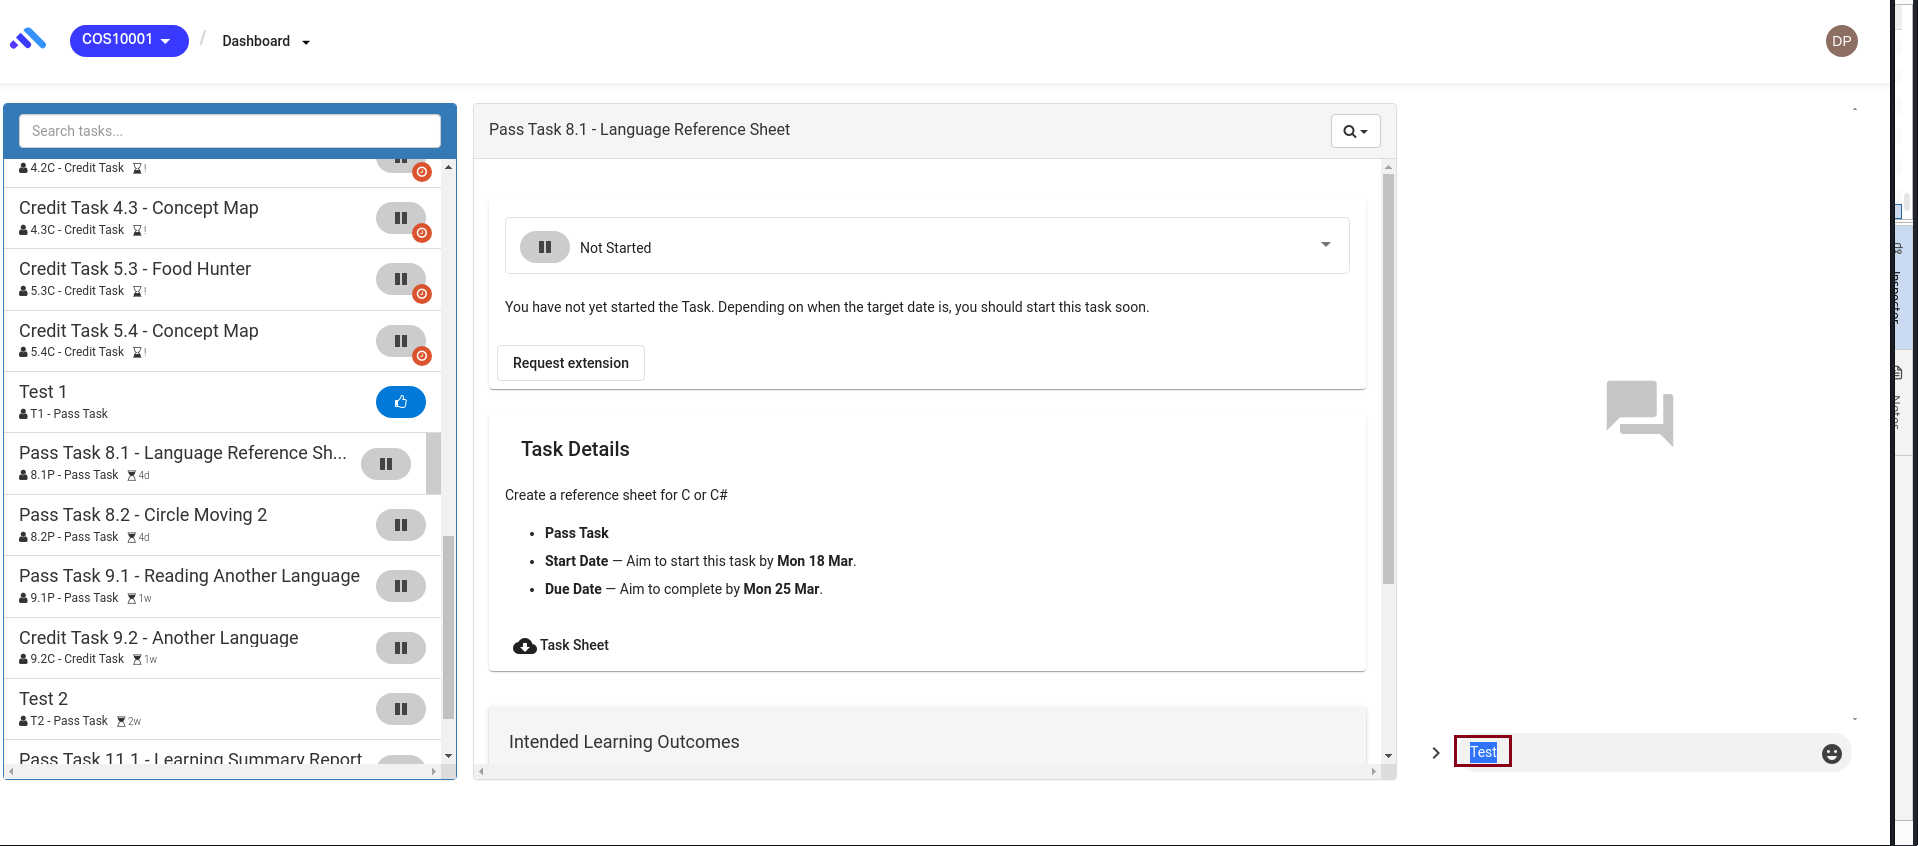 COS10001
/
Dashboard
DP
Search tasks...
4.2C - Credit Task !
Credit Task 4.3 - Concept Map
4.3C - Credit Task !
Credit Task 5.3 - Food Hunter
5.3C - Credit Task !
Credit Task 5.4 - Concept Map
5.4C - Credit Task !
Test 1
T1 - Pass Task
Pass Task 8.1 - Language Reference Sh...
8.1P - Pass Task 4d
Pass Task 8.2 - Circle Moving 2
8.2P - Pass Task 4d
Pass Task 9.1 - Reading Another Language
9.1P - Pass Task 1w
Credit Task 9.2 - Another Language
9.2C - Credit Task 1w
Test 2
T2 - Pass Task 2w
Pass Task 11.1 - Learning Summary Report
Pass Task 8.1 - Language Reference Sheet
Not Started
You have not yet started the Task. Depending on when the target date is, you should start this task soon.
Request extension
Task Details
Create a reference sheet for C or C#
• Pass Task
• Start Date — Aim to start this task by Mon 18 Mar.
• Due Date — Aim to complete by Mon 25 Mar.
Task Sheet
Intended Learning Outcomes
Test